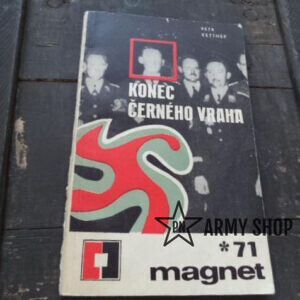 PETR
KETTNER
KONEC
ČERNÉHO VRAHA
ARMY SHOP
*71
magnet